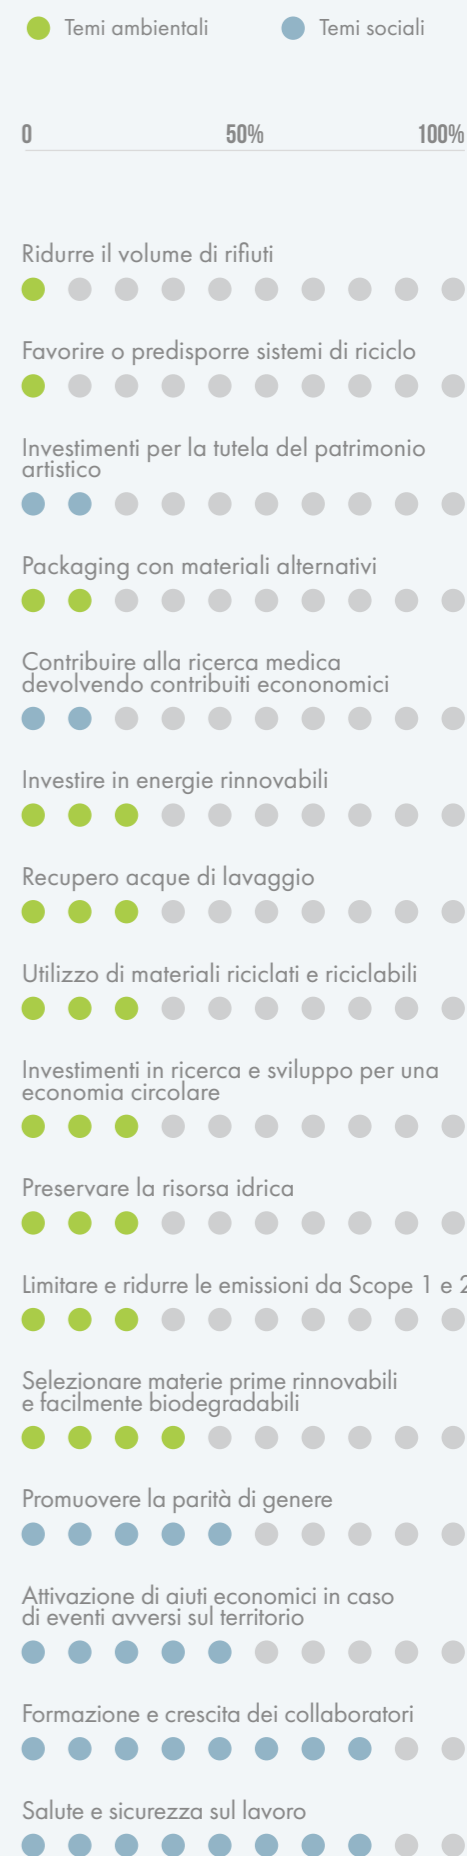 Temi ambientali
Temi sociali
0 50% 100%
Ridurre il volume di rifiuti
Favorire o predisporre sistemi di riciclo
Investimenti per la tutela del patrimonio
artistico
Packaging con materiali alternativi
Contribuire alla ricerca medica
devolvendo contribuiti econonomici
Investire in energie rinnovabili
Recupero acque di lavaggio
Utilizzo di materiali riciclati e riciclabili
Investimenti in ricerca e sviluppo per una
economia circolare
Preservare la risorsa idrica
Limitare e ridurre le emissioni da Scope 1 e 2
Selezionare materie prime rinnovabili
e facilmente biodegradabili
Promuovere la parità di genere
Attivazione di aiuti economici in caso
di eventi avversi sul territorio
Formazione e crescita dei collaboratori
Salute e sicurezza sul lavoro